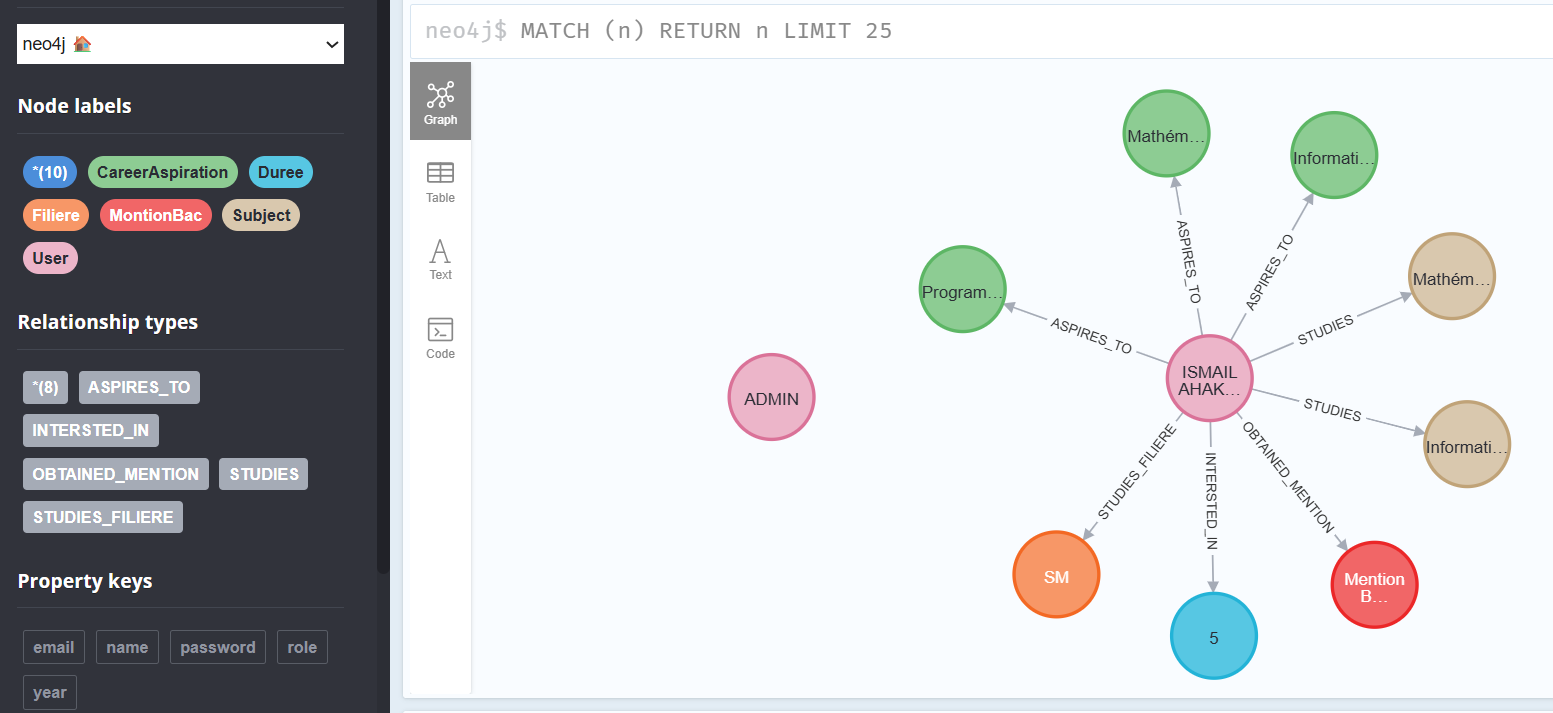 neo4j
Node labels
*(10) CareerAspiration Duree
Filiere MontionBac Subject
User
Relationship types
*(8) ASPIRES_TO
INTERSTED_IN
OBTAINED_MENTION STUDIES
STUDIES_FILIERE
Property keys
email name password role
year
neo4j$ MATCH (n) RETURN n LIMIT 25
Graph
Table
Text
Code
Mathém...
Informati...
ASPIRES_TO
ASPIRES_TO
Mathém...
Program...
ASPIRES_TO
STUDIES
ADMIN
ISMAIL
AHAK...
STUDIES
Informati...
STUDIES_FILIERE
INTERSTED_IN
OBTAINED_MENTION
SM
5
Mention
B...